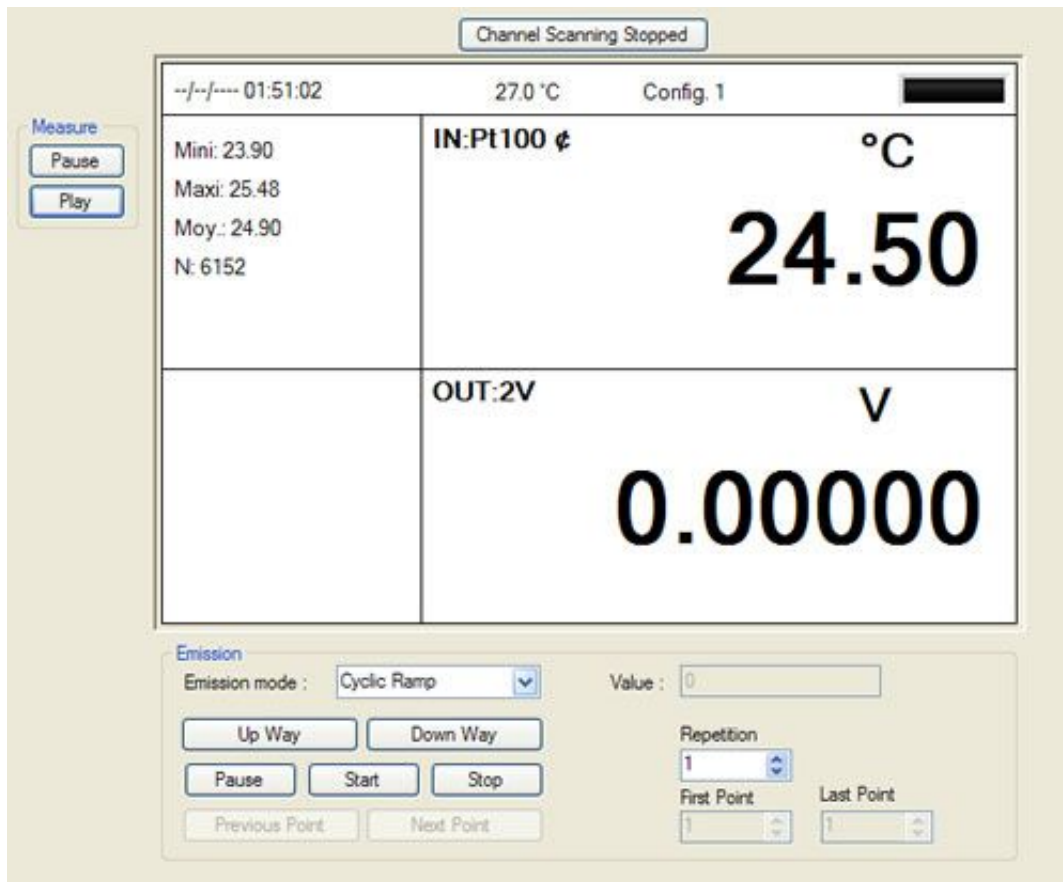 Channel Scanning Stopped
--/--/---- 01:51:02 27.0 °C Config. 1
Measure
Pause
Play
Mini: 23.90
Maxi: 25.48
Moy.: 24.90
N: 6152
IN:Pt100 ¢ °C
24.50
OUT:2V V
0.00000
Emission
Emission mode : Cyclic Ramp Value : 0
Up Way Down Way
Repetition
1
Pause Start Stop
First Point Last Point
Previous Point Next Point 1 1